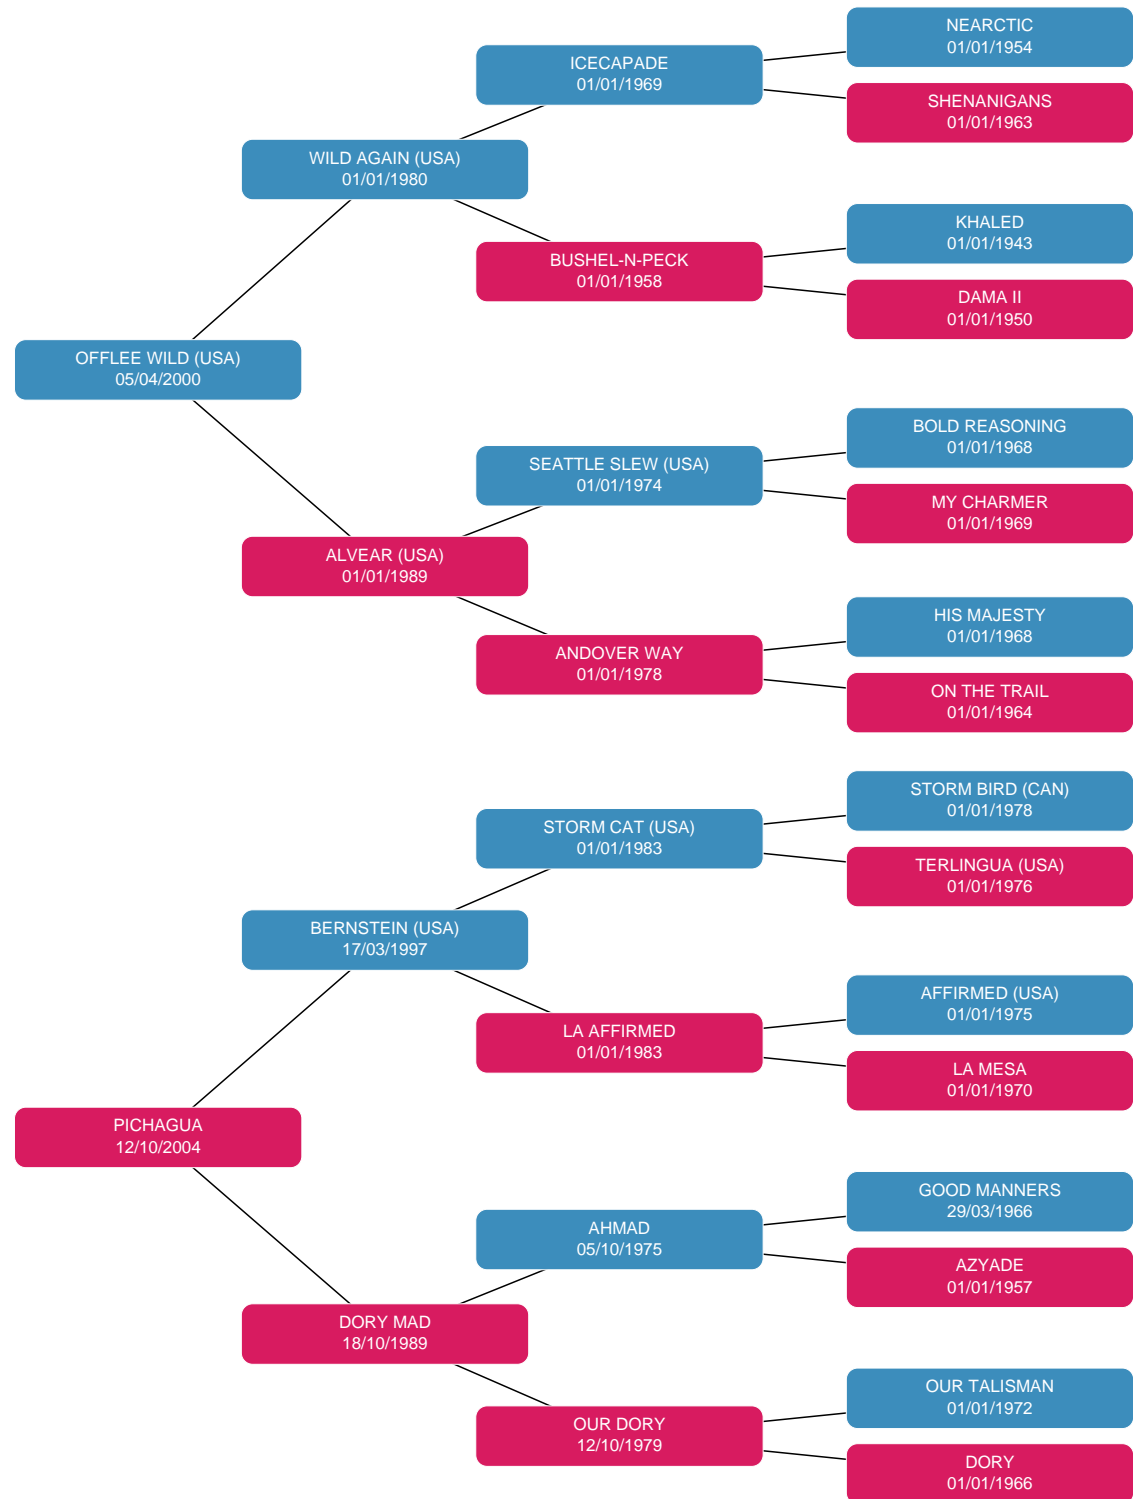 NEARCTIC
01/01/1954
ICECAPADE
01/01/1969
SHENANIGANS
01/01/1963
WILD AGAIN (USA)
01/01/1980
KHALED
01/01/1943
BUSHEL-N-PECK
01/01/1958
DAMA II
01/01/1950
OFFLEE WILD (USA)
05/04/2000
BOLD REASONING
01/01/1968
SEATTLE SLEW (USA)
01/01/1974
MY CHARMER
01/01/1969
ALVEAR (USA)
01/01/1989
HIS MAJESTY
01/01/1968
ANDOVER WAY
01/01/1978
ON THE TRAIL
01/01/1964
STORM BIRD (CAN)
01/01/1978
STORM CAT (USA)
01/01/1983
TERLINGUA (USA)
01/01/1976
BERNSTEIN (USA)
17/03/1997
AFFIRMED (USA)
01/01/1975
LA AFFIRMED
01/01/1983
LA MESA
01/01/1970
PICHAGUA
12/10/2004
GOOD MANNERS
29/03/1966
AHMAD
05/10/1975
AZYADE
01/01/1957
DORY MAD
18/10/1989
OUR TALISMAN
01/01/1972
OUR DORY
12/10/1979
DORY
01/01/1966